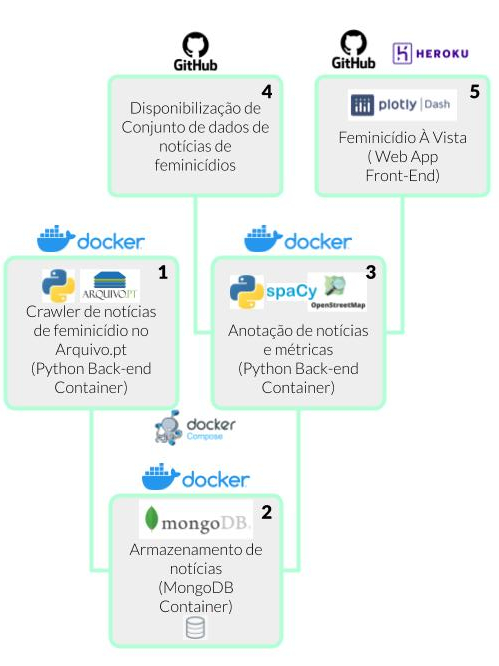 GitHub
4
Disponibilização de
Conjunto de dados de
notícias de
feminicídios
GitHub
HEROKU
5
plotly | Dash
Feminicídio À Vista
( Web App
Front-End)
docker
1
ARQUIVO.PT
Crawler de notícias
de feminicídio no
Arquivo.pt
(Python Back-end
Container)
docker
3
spaCy
OpenStreetMap
Anotação de notícias
e métricas
(Python Back-end
Container)
docker
Compose
docker
2
mongoDB.
Armazenamento de
notícias
(MongoDB
Container)